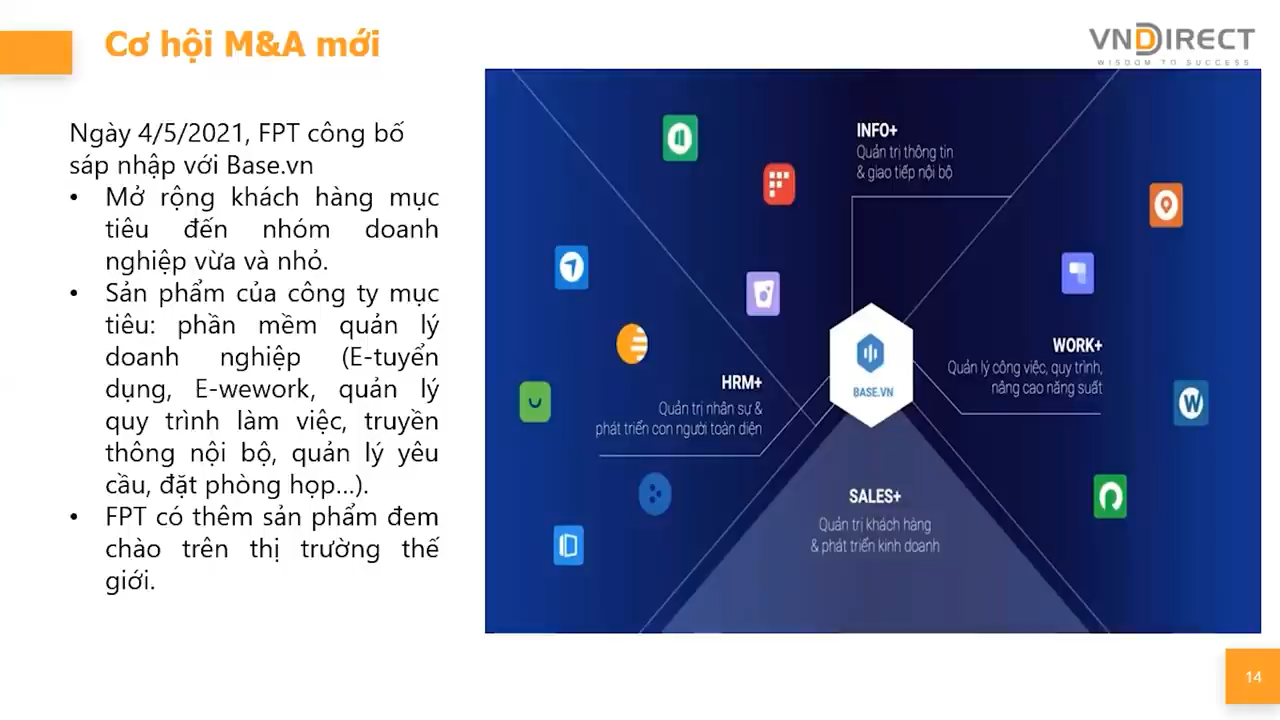 Cơ hội M&A mới
VNDIRECT
WISDOM TO SUCCESS
Ngày 4/5/2021, FPT công bố
sáp nhập với Base.vn
• Mở rộng khách hàng mục
tiêu đến nhóm doanh
nghiệp vừa và nhỏ.
• Sản phẩm của công ty mục
tiêu: phần mềm quản lý
doanh nghiệp (E-tuyển
dụng, E-wework, quản lý
quy trình làm việc, truyền
thông nội bộ, quản lý yêu
cầu, đặt phòng họp...).
• FPT có thêm sản phẩm đem
chào trên thị trường thế
giới.
INFO+
Quản trị thông tin
& giao tiếp nội bộ
WORK+
Quản lý công việc, quy trình,
nâng cao năng suất
W
BASE.VN
HRM+
Quản trị nhân sự &
phát triển con người toàn diện
SALES+
Quản trị khách hàng
& phát triển kinh doanh
14